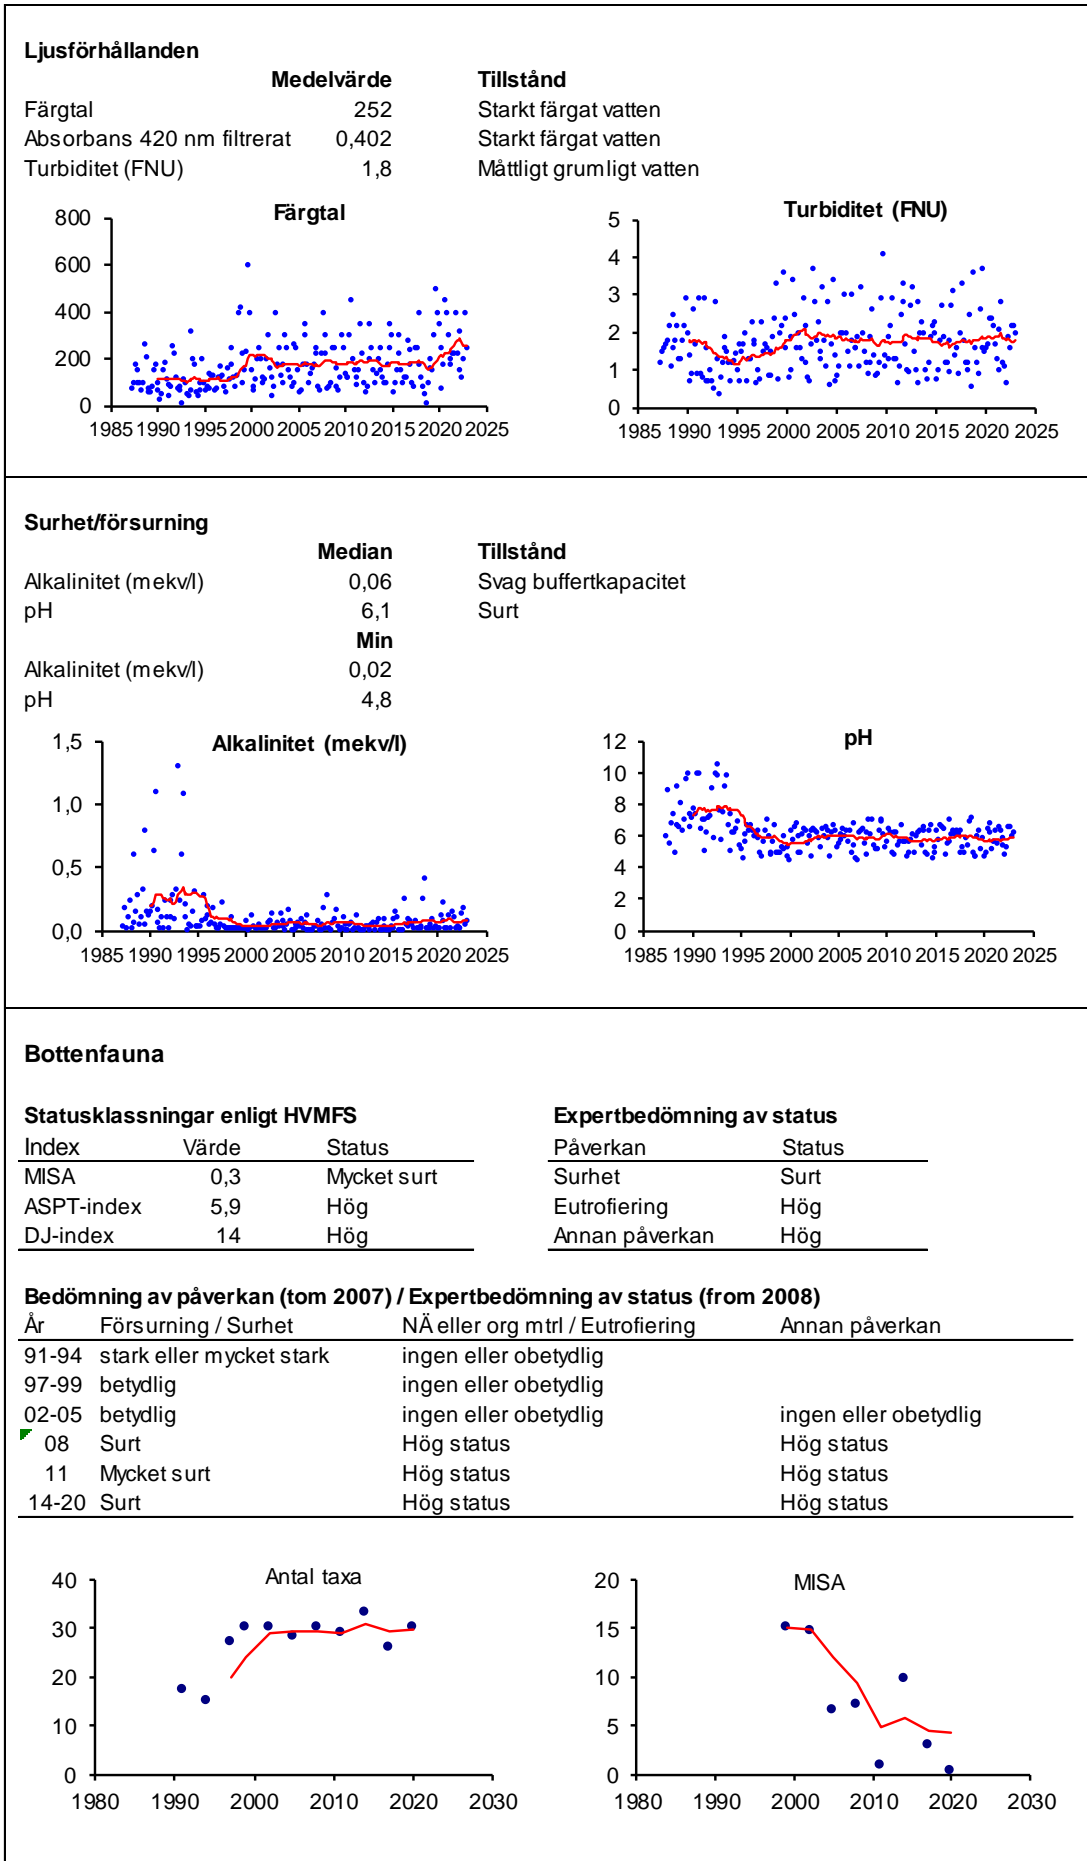 Ljusförhållanden
Medelvärde Tillstånd
Färgtal 252 Starkt färgat vatten
Absorbans 420 nm filtrerat 0,402 Starkt färgat vatten
Turbiditet (FNU) 1,8 Måttligt grumligt vatten
Färgtal
800
600
400
200
0
1985 1990 1995 2000 2005 2010 2015 2020 2025
Turbiditet (FNU)
5
4
3
2
1
0
1985 1990 1995 2000 2005 2010 2015 2020 2025
Surhet/försurning
Median Tillstånd
Alkalinitet (mekv/l) 0,06 Svag buffertkapacitet
pH 6,1 Surt
Min
Alkalinitet (mekv/l) 0,02
pH 4,8
Alkalinitet (mekv/l)
1,5
1,0
0,5
0,0
1985 1990 1995 2000 2005 2010 2015 2020 2025
pH
12
10
8
6
4
2
0
1985 1990 1995 2000 2005 2010 2015 2020 2025
Bottenfauna
Statusklassningar enligt HVMFS
Index Värde Status
MISA 0,3 Mycket surt
ASPT-index 5,9 Hög
DJ-index 14 Hög
Expertbedömning av status
Påverkan Status
Surhet Surt
Eutrofiering Hög
Annan påverkan Hög
Bedömning av påverkan (tom 2007) / Expertbedömning av status (from 2008)
År Försurning / Surhet NÄ eller org mtrl / Eutrofiering Annan påverkan
91-94 stark eller mycket stark ingen eller obetydlig
97-99 betydlig ingen eller obetydlig
02-05 betydlig ingen eller obetydlig ingen eller obetydlig
08 Surt Hög status Hög status
11 Mycket surt Hög status Hög status
14-20 Surt Hög status Hög status
Antal taxa
40
30
20
10
0
1980 1990 2000 2010 2020 2030
MISA
20
15
10
5
0
1980 1990 2000 2010 2020 2030